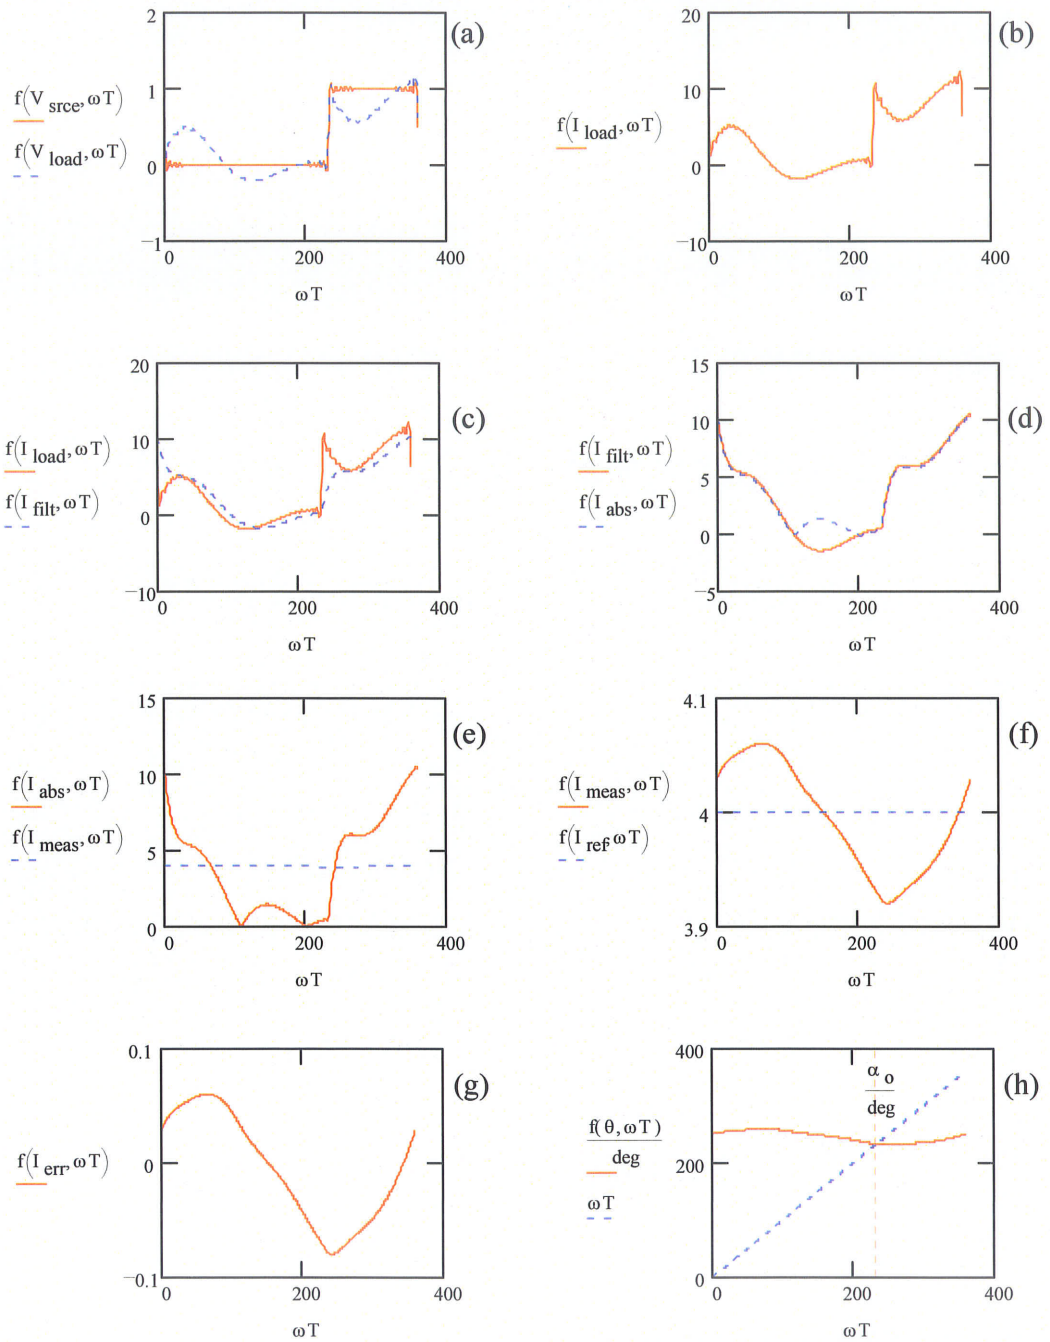 2
1
0
−1
0
200
400
ωT
f(V srce, ωT)
f(V load, ωT)
(a)
20
10
0
−10
0
200
400
ωT
f(I load, ωT)
(b)
20
10
0
−10
0
200
400
ωT
f(I load, ωT)
f(I filt, ωT)
(c)
15
10
5
0
−5
0
200
400
ωT
f(I filt, ωT)
f(I abs, ωT)
(d)
15
10
5
0
0
200
400
ωT
f(I abs, ωT)
f(I meas, ωT)
(e)
4.1
4
3.9
0
200
400
ωT
f(I meas, ωT)
f(I ref, ωT)
(f)
0.1
0
−0.1
0
200
400
ωT
f(I err, ωT)
(g)
400
200
0
0
200
400
ωT
f(θ, ωT)
deg
ωT
α o
deg
(h)